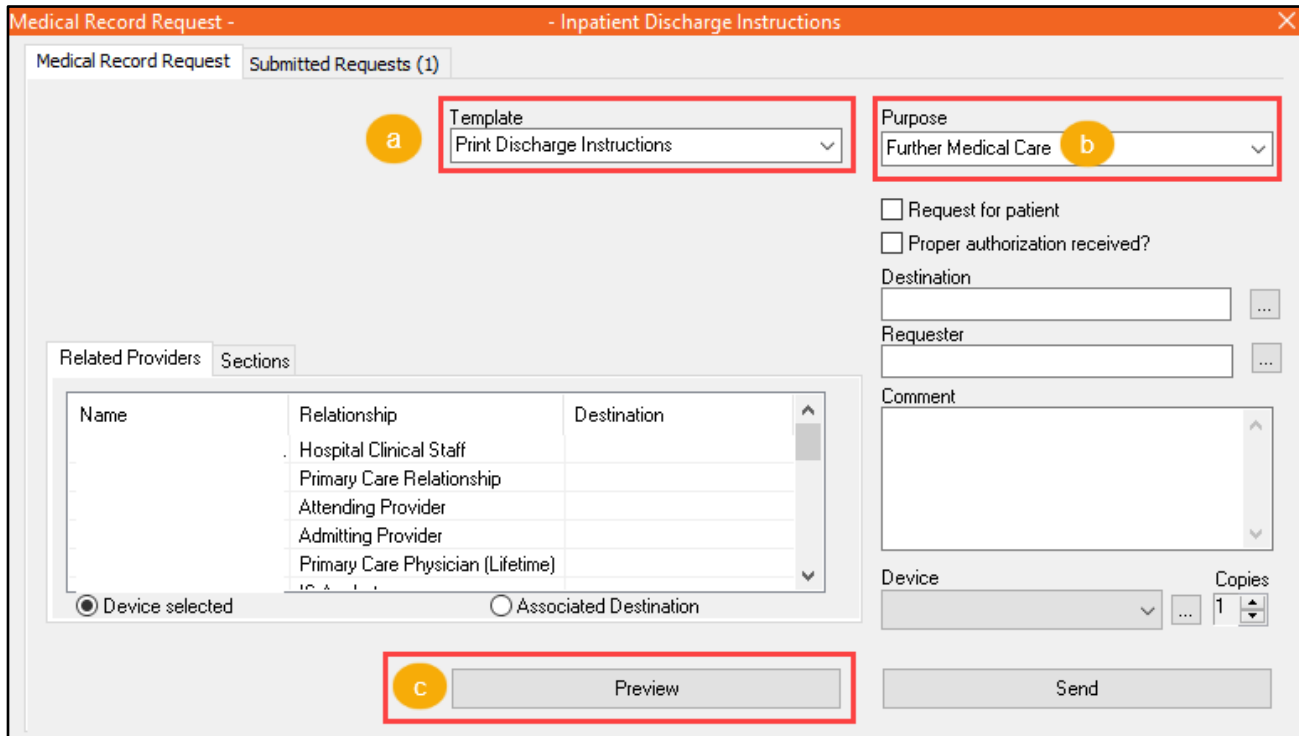 Medical Record Request - - Inpatient Discharge Instructions
Medical Record Request Submitted Requests (1)
a
Template
Print Discharge Instructions
Purpose
Further Medical Care
b
Request for patient
Proper authorization received?
Destination
...
Requester
...
Comment
Related Providers Sections
Name Relationship Destination
. Hospital Clinical Staff
Primary Care Relationship
Attending Provider
Admitting Provider
Primary Care Physician (Lifetime)
Device selected Associated Destination
Device Copies
... 1
c
Preview
Send